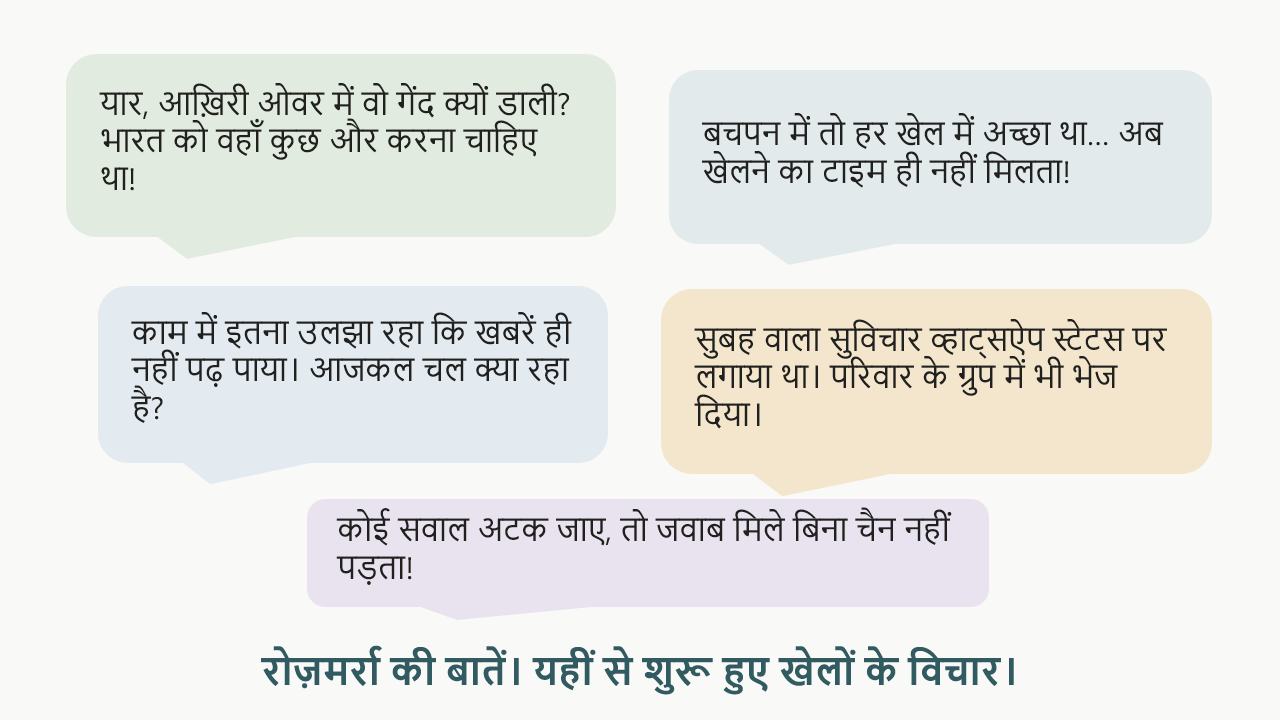 यार, आख़िरी ओवर में वो गेंद क्यों डाली?
भारत को वहाँ कुछ और करना चाहिए
था!
बचपन में तो हर खेल में अच्छा था... अब
खेलने का टाइम ही नहीं मिलता!
काम में इतना उलझा रहा कि खबरें ही
नहीं पढ़ पाया। आजकल चल क्या रहा
है?
सुबह वाला सुविचार व्हाट्सऐप स्टेटस पर
लगाया था। परिवार के ग्रुप में भी भेज
दिया।
कोई सवाल अटक जाए, तो जवाब मिले बिना चैन नहीं
पड़ता!
रोज़मर्रा की बातें। यहीं से शुरू हुए खेलों के विचार।